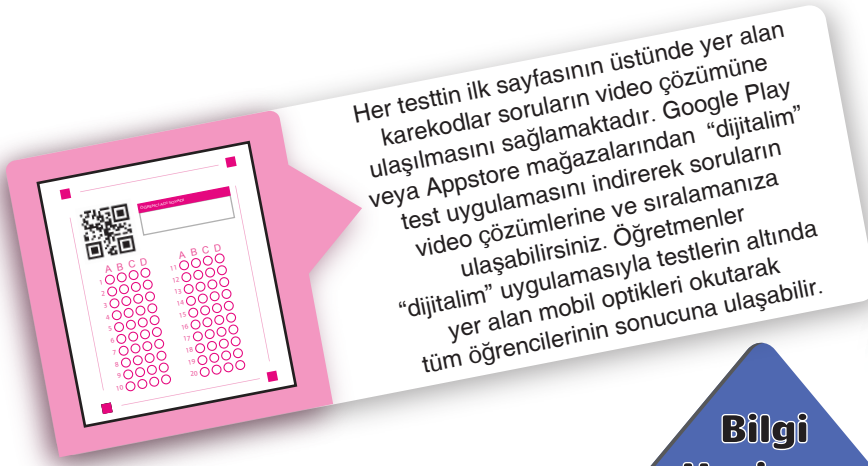 Her testtin ilk sayfasının üstünde yer alan
karekodlar soruların video çözümüne
ulaşılmasını sağlamaktadır. Google Play
veya Appstore mağazalarından “dijitalim”
test uygulamasını indirerek soruların
video çözümlerine ve sıralamanıza
ulaşabilirsiniz. Öğretmenler
“dijitalim” uygulamasıyla testlerin altında
yer alan mobil optikleri okutarak
tüm öğrencilerinin sonucuna ulaşabilir.
A B C D
1
2
3
4
5
6
7
8
9
10
A B C D
11
12
13
14
15
16
17
18
19
20
Bilgi